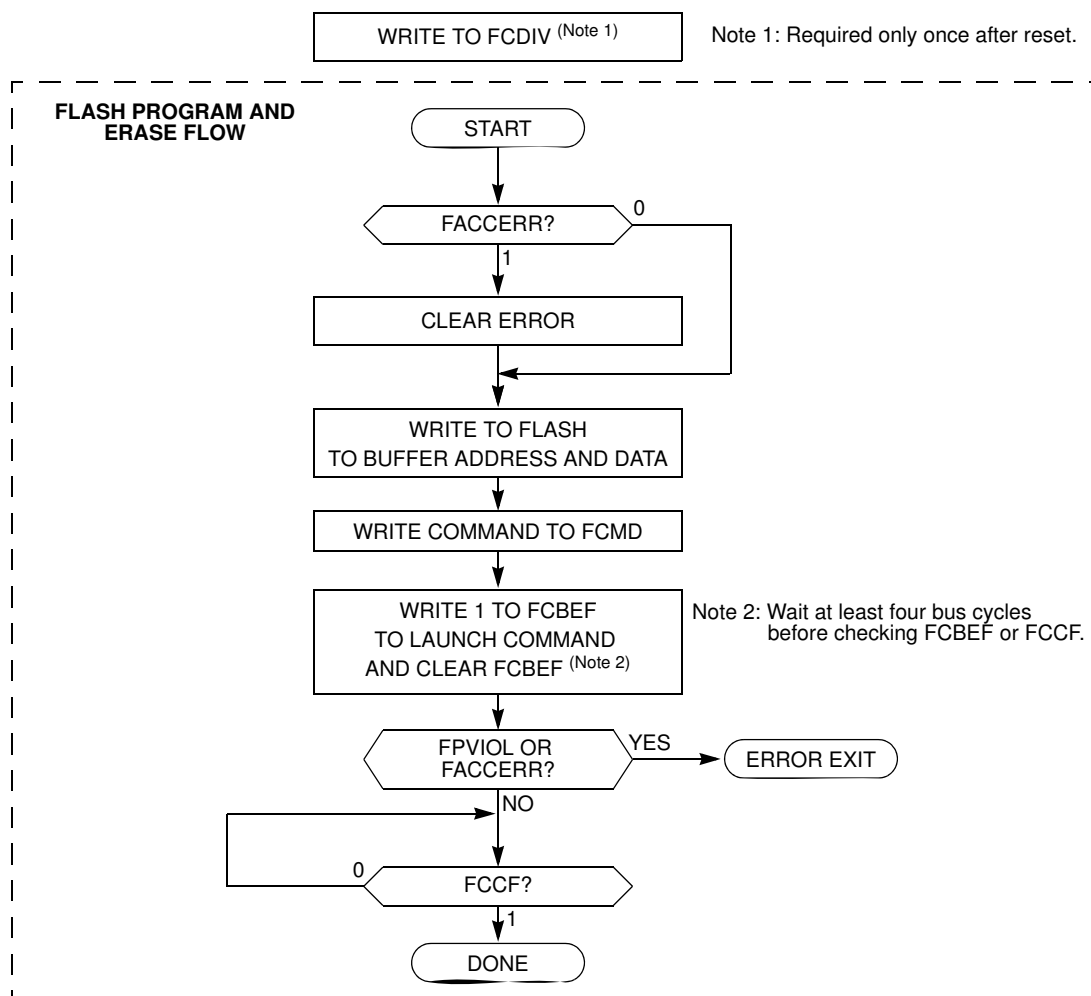 WRITE TO FCDIV (Note 1)
Note 1: Required only once after reset.
FLASH PROGRAM AND
ERASE FLOW
START
FACCERR?
0
1
CLEAR ERROR
WRITE TO FLASH
TO BUFFER ADDRESS AND DATA
WRITE COMMAND TO FCMD
WRITE 1 TO FCBEF
TO LAUNCH COMMAND
AND CLEAR FCBEF (Note 2)
Note 2: Wait at least four bus cycles
before checking FCBEF or FCCF.
FPVIOL OR
FACCERR?
YES
ERROR EXIT
NO
0
FCCF?
1
DONE